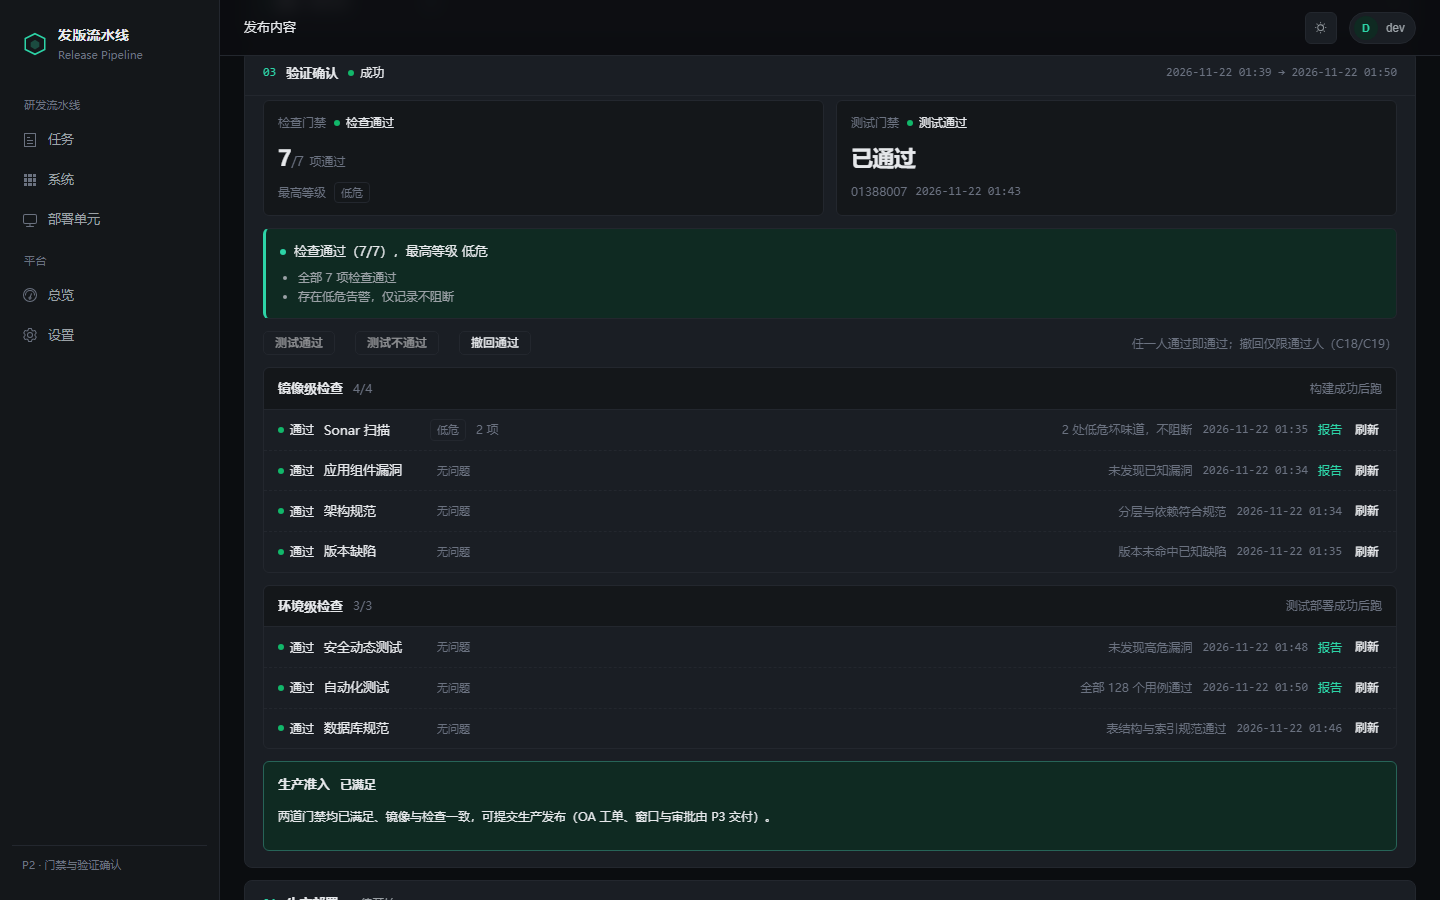 发版流水线
Release Pipeline
研发流水线
任务
系统
部署单元
平台
总览
设置
P2 · 门禁与验证确认
发布内容
D dev
03 验证确认 成功 2026-11-22 01:39 → 2026-11-22 01:50
检查门禁 检查通过
7/7 项通过
最高等级 低危
测试门禁 测试通过
已通过
01388007 2026-11-22 01:43
检查通过（7/7），最高等级 低危
全部 7 项检查通过
存在低危告警，仅记录不阻断
测试通过 测试不通过 撤回通过 任一人通过即通过；撤回仅限通过人（C18/C19）
镜像级检查 4/4 构建成功后跑
通过 Sonar 扫描 低危 2 项 2 处低危坏味道，不阻断 2026-11-22 01:35 报告 刷新
通过 应用组件漏洞 无问题 未发现已知漏洞 2026-11-22 01:34 报告 刷新
通过 架构规范 无问题 分层与依赖符合规范 2026-11-22 01:34 刷新
通过 版本缺陷 无问题 版本未命中已知缺陷 2026-11-22 01:35 刷新
环境级检查 3/3 测试部署成功后跑
通过 安全动态测试 无问题 未发现高危漏洞 2026-11-22 01:48 报告 刷新
通过 自动化测试 无问题 全部 128 个用例通过 2026-11-22 01:50 报告 刷新
通过 数据库规范 无问题 表结构与索引规范通过 2026-11-22 01:46 刷新
生产准入 已满足
两道门禁均已满足、镜像与检查一致，可提交生产发布（OA 工单、窗口与审批由 P3 交付）。